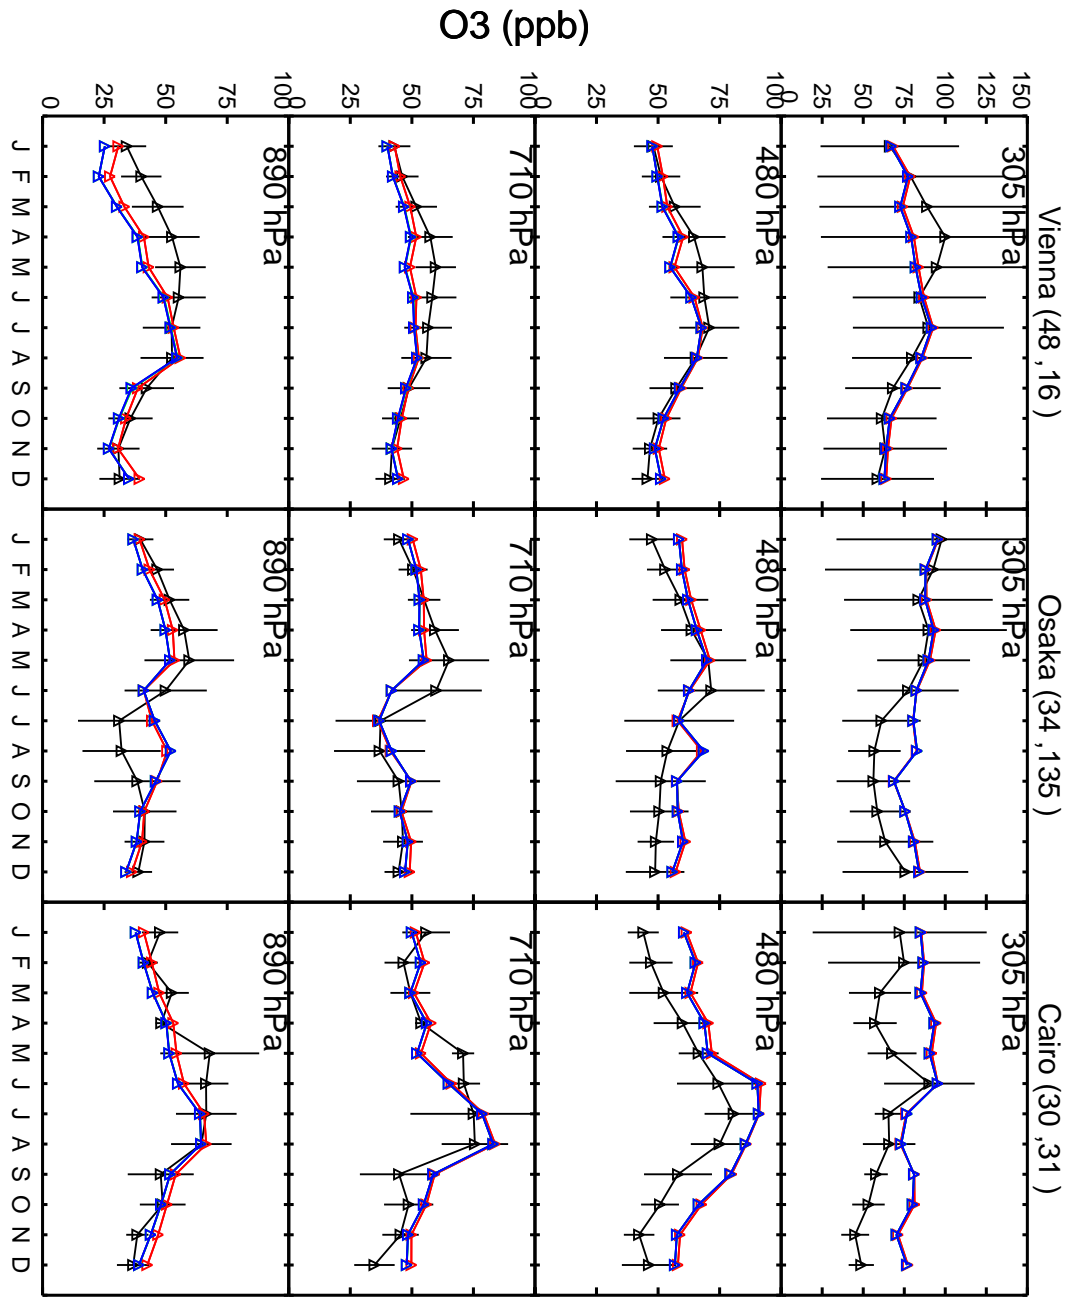 Vienna (48 ,16 )
Osaka (34 ,135 )
Cairo (30 ,31 )
O3 (ppb)
150
125
100
75
50
25
0
305 hPa
305 hPa
305 hPa
100
75
50
25
0
480 hPa
480 hPa
480 hPa
100
75
50
25
0
710 hPa
710 hPa
710 hPa
100
75
50
25
0
890 hPa
890 hPa
890 hPa
J F M A M J J A S O N D
J F M A M J J A S O N D
J F M A M J J A S O N D